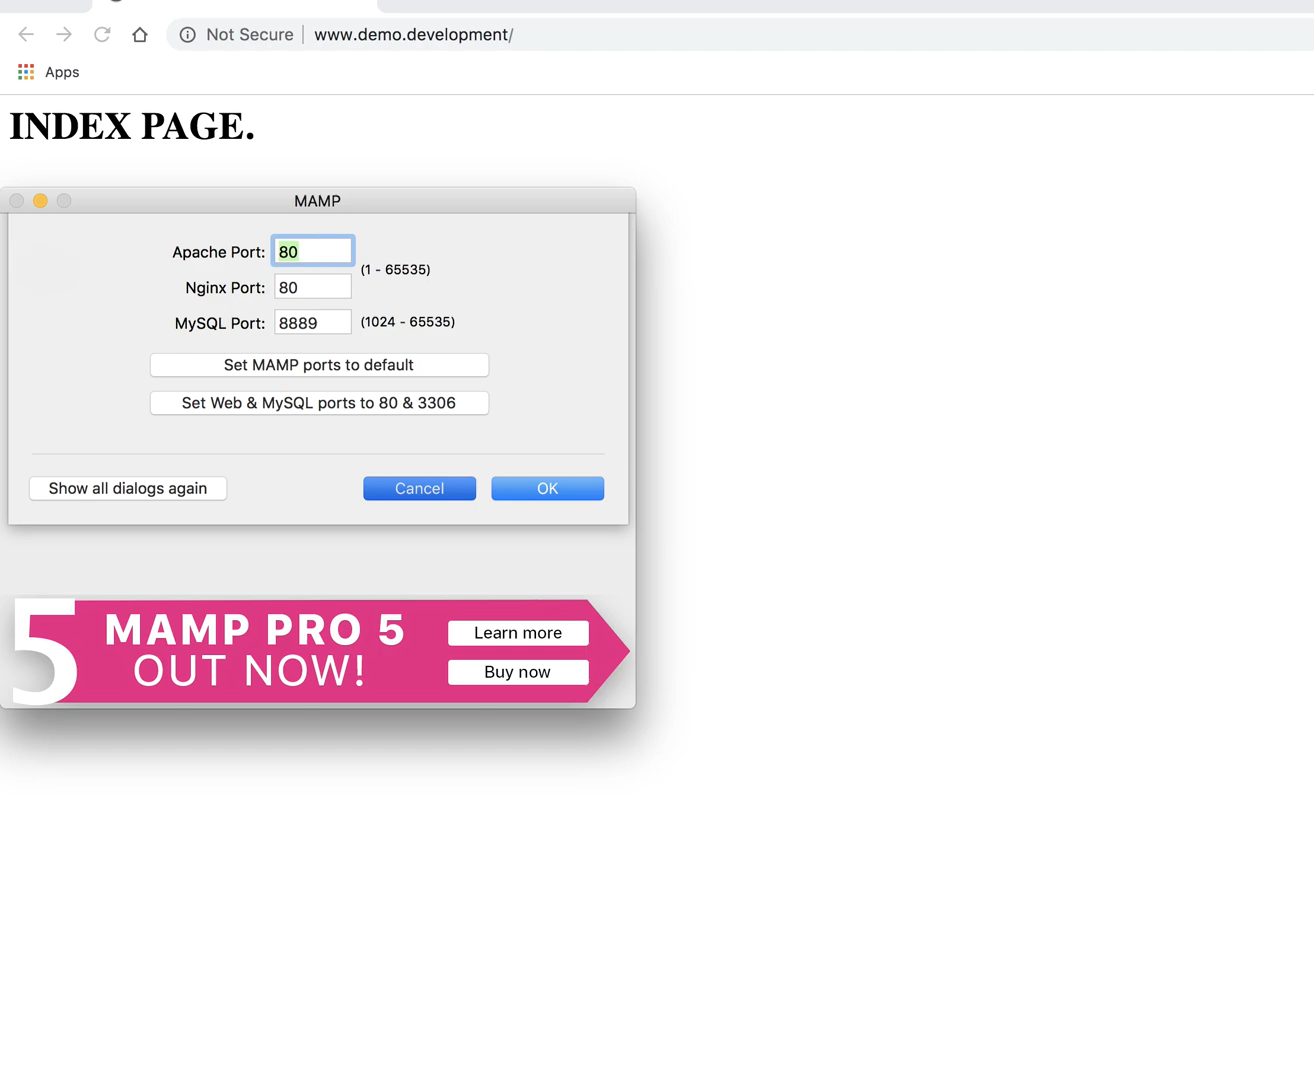 Not Secure | www.demo.development/
Apps
INDEX PAGE.
MAMP
Apache Port: 80
(1 - 65535)
Nginx Port: 80
MySQL Port: 8889 (1024 - 65535)
Set MAMP ports to default
Set Web & MySQL ports to 80 & 3306
Show all dialogs again Cancel OK
5 MAMP PRO 5
OUT NOW!
Learn more
Buy now